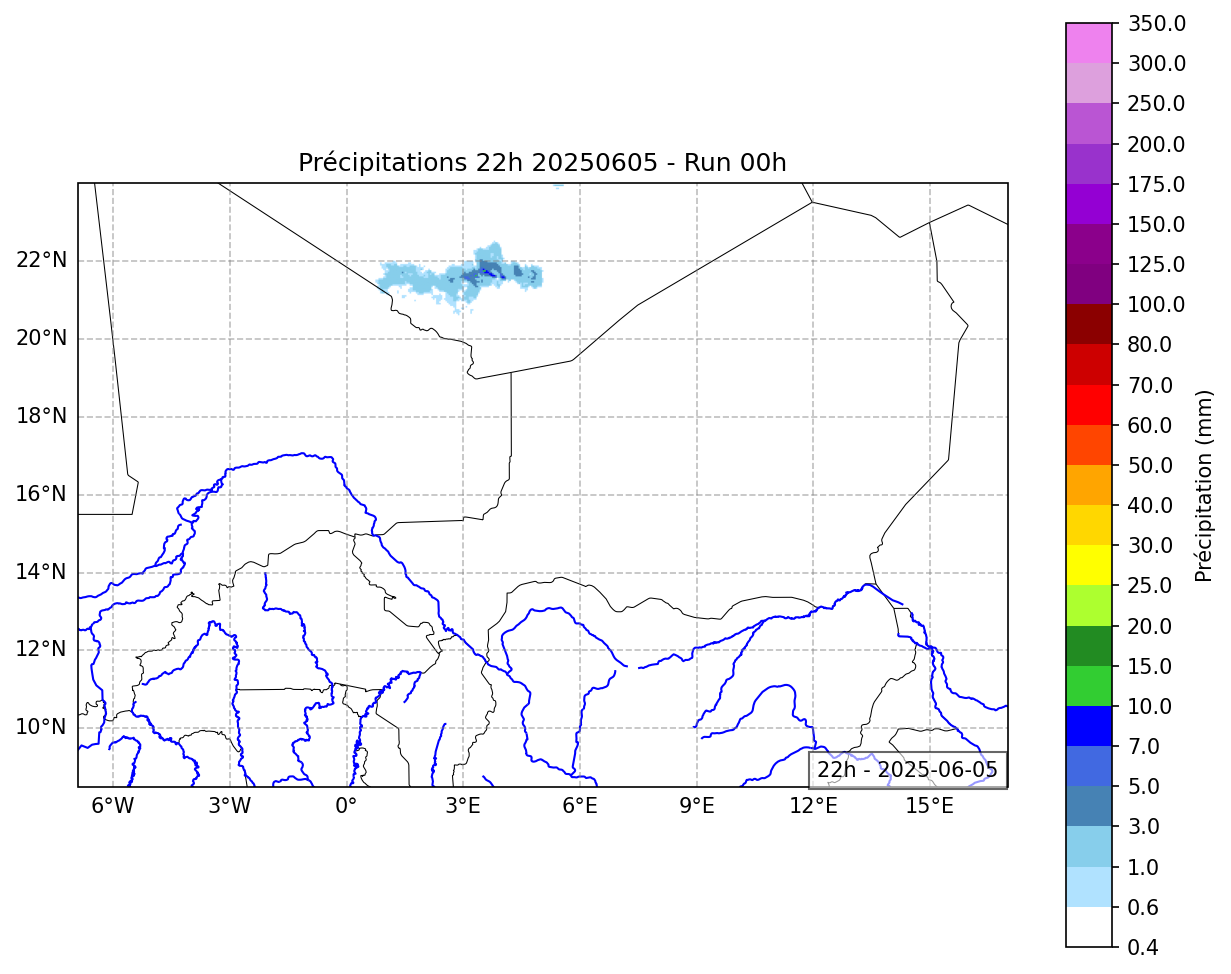 Précipitations 22h 20250605 - Run 00h
22°N
20°N
18°N
16°N
14°N
12°N
10°N
6°W
3°W
0°
3°E
6°E
9°E
12°E
15°E
22h - 2025-06-05
350.0
300.0
250.0
200.0
175.0
150.0
125.0
100.0
80.0
70.0
60.0
50.0
40.0
30.0
25.0
20.0
15.0
10.0
7.0
5.0
3.0
1.0
0.6
0.4
Précipitation (mm)